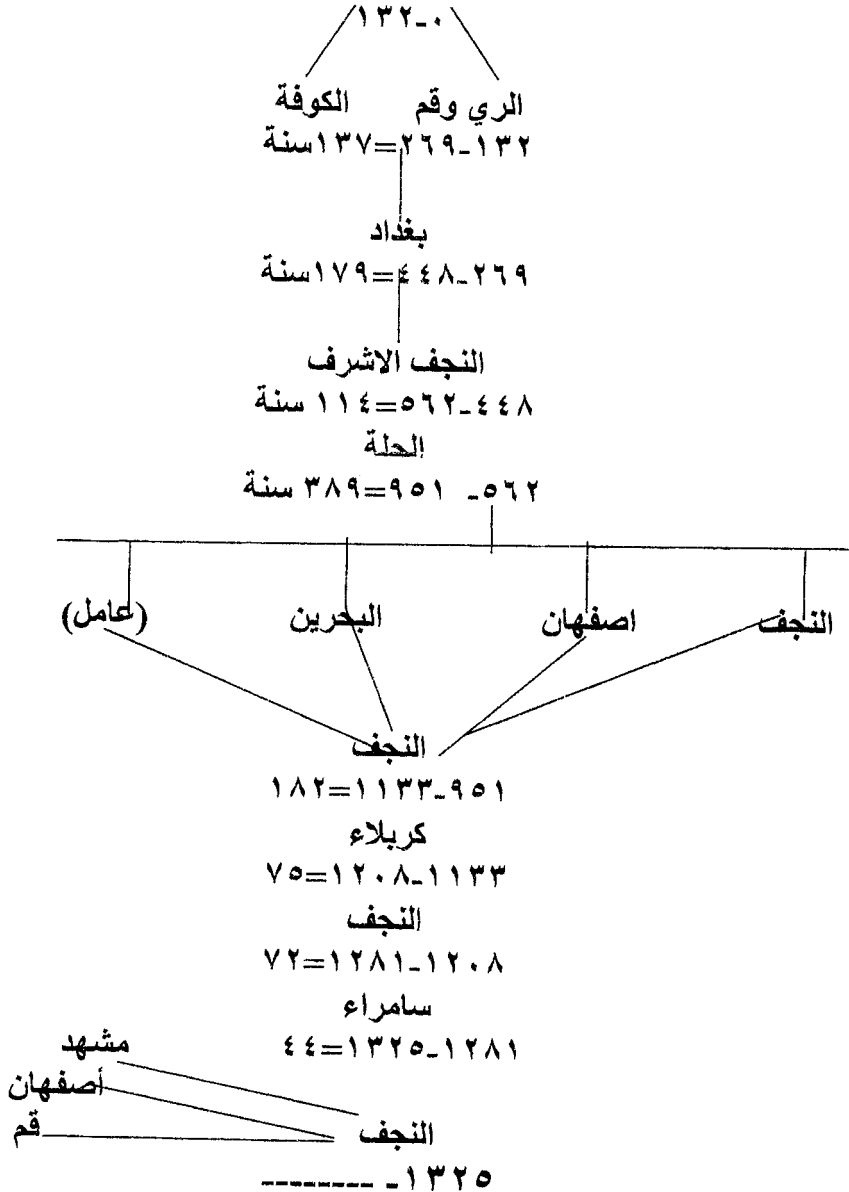 ٠-١٣٢
الري وقم الكوفة
١٣٢-٢٦٩=١٣٧سنة
بغداد
٢٦٩-٤٤٨=١٧٩سنة
النجف الاشرف
٤٤٨-٥٦٢=١١٤ سنة
الحلة
٥٦٢- ٩٥١=٣٨٩ سنة
النجف اصفهان البحرين (عامل)
النجف
٩٥١-١١٣٣=١٨٢
كربلاء
١١٣٣-١٢٠٨=٧٥
النجف
١٢٠٨-١٢٨١=٧٢
سامراء
١٢٨١-١٣٢٥=٤٤
مشهد
أصفهان
قم
النجف
١٣٢٥- --------